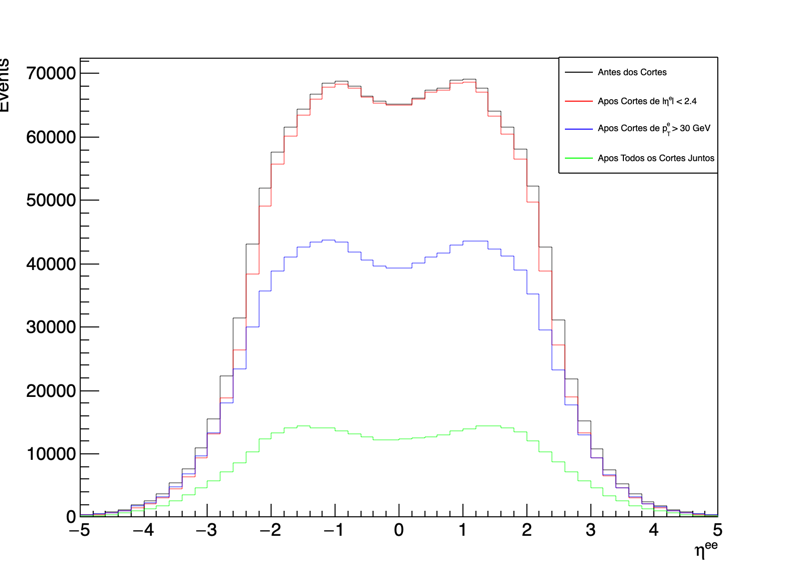 Events
70000
60000
50000
40000
30000
20000
10000
0
−5 −4 −3 −2 −1 0 1 2 3 4 5
η^ee
Antes dos Cortes
Apos Cortes de |η^e| < 2.4
Apos Cortes de p_T^e > 30 GeV
Apos Todos os Cortes Juntos